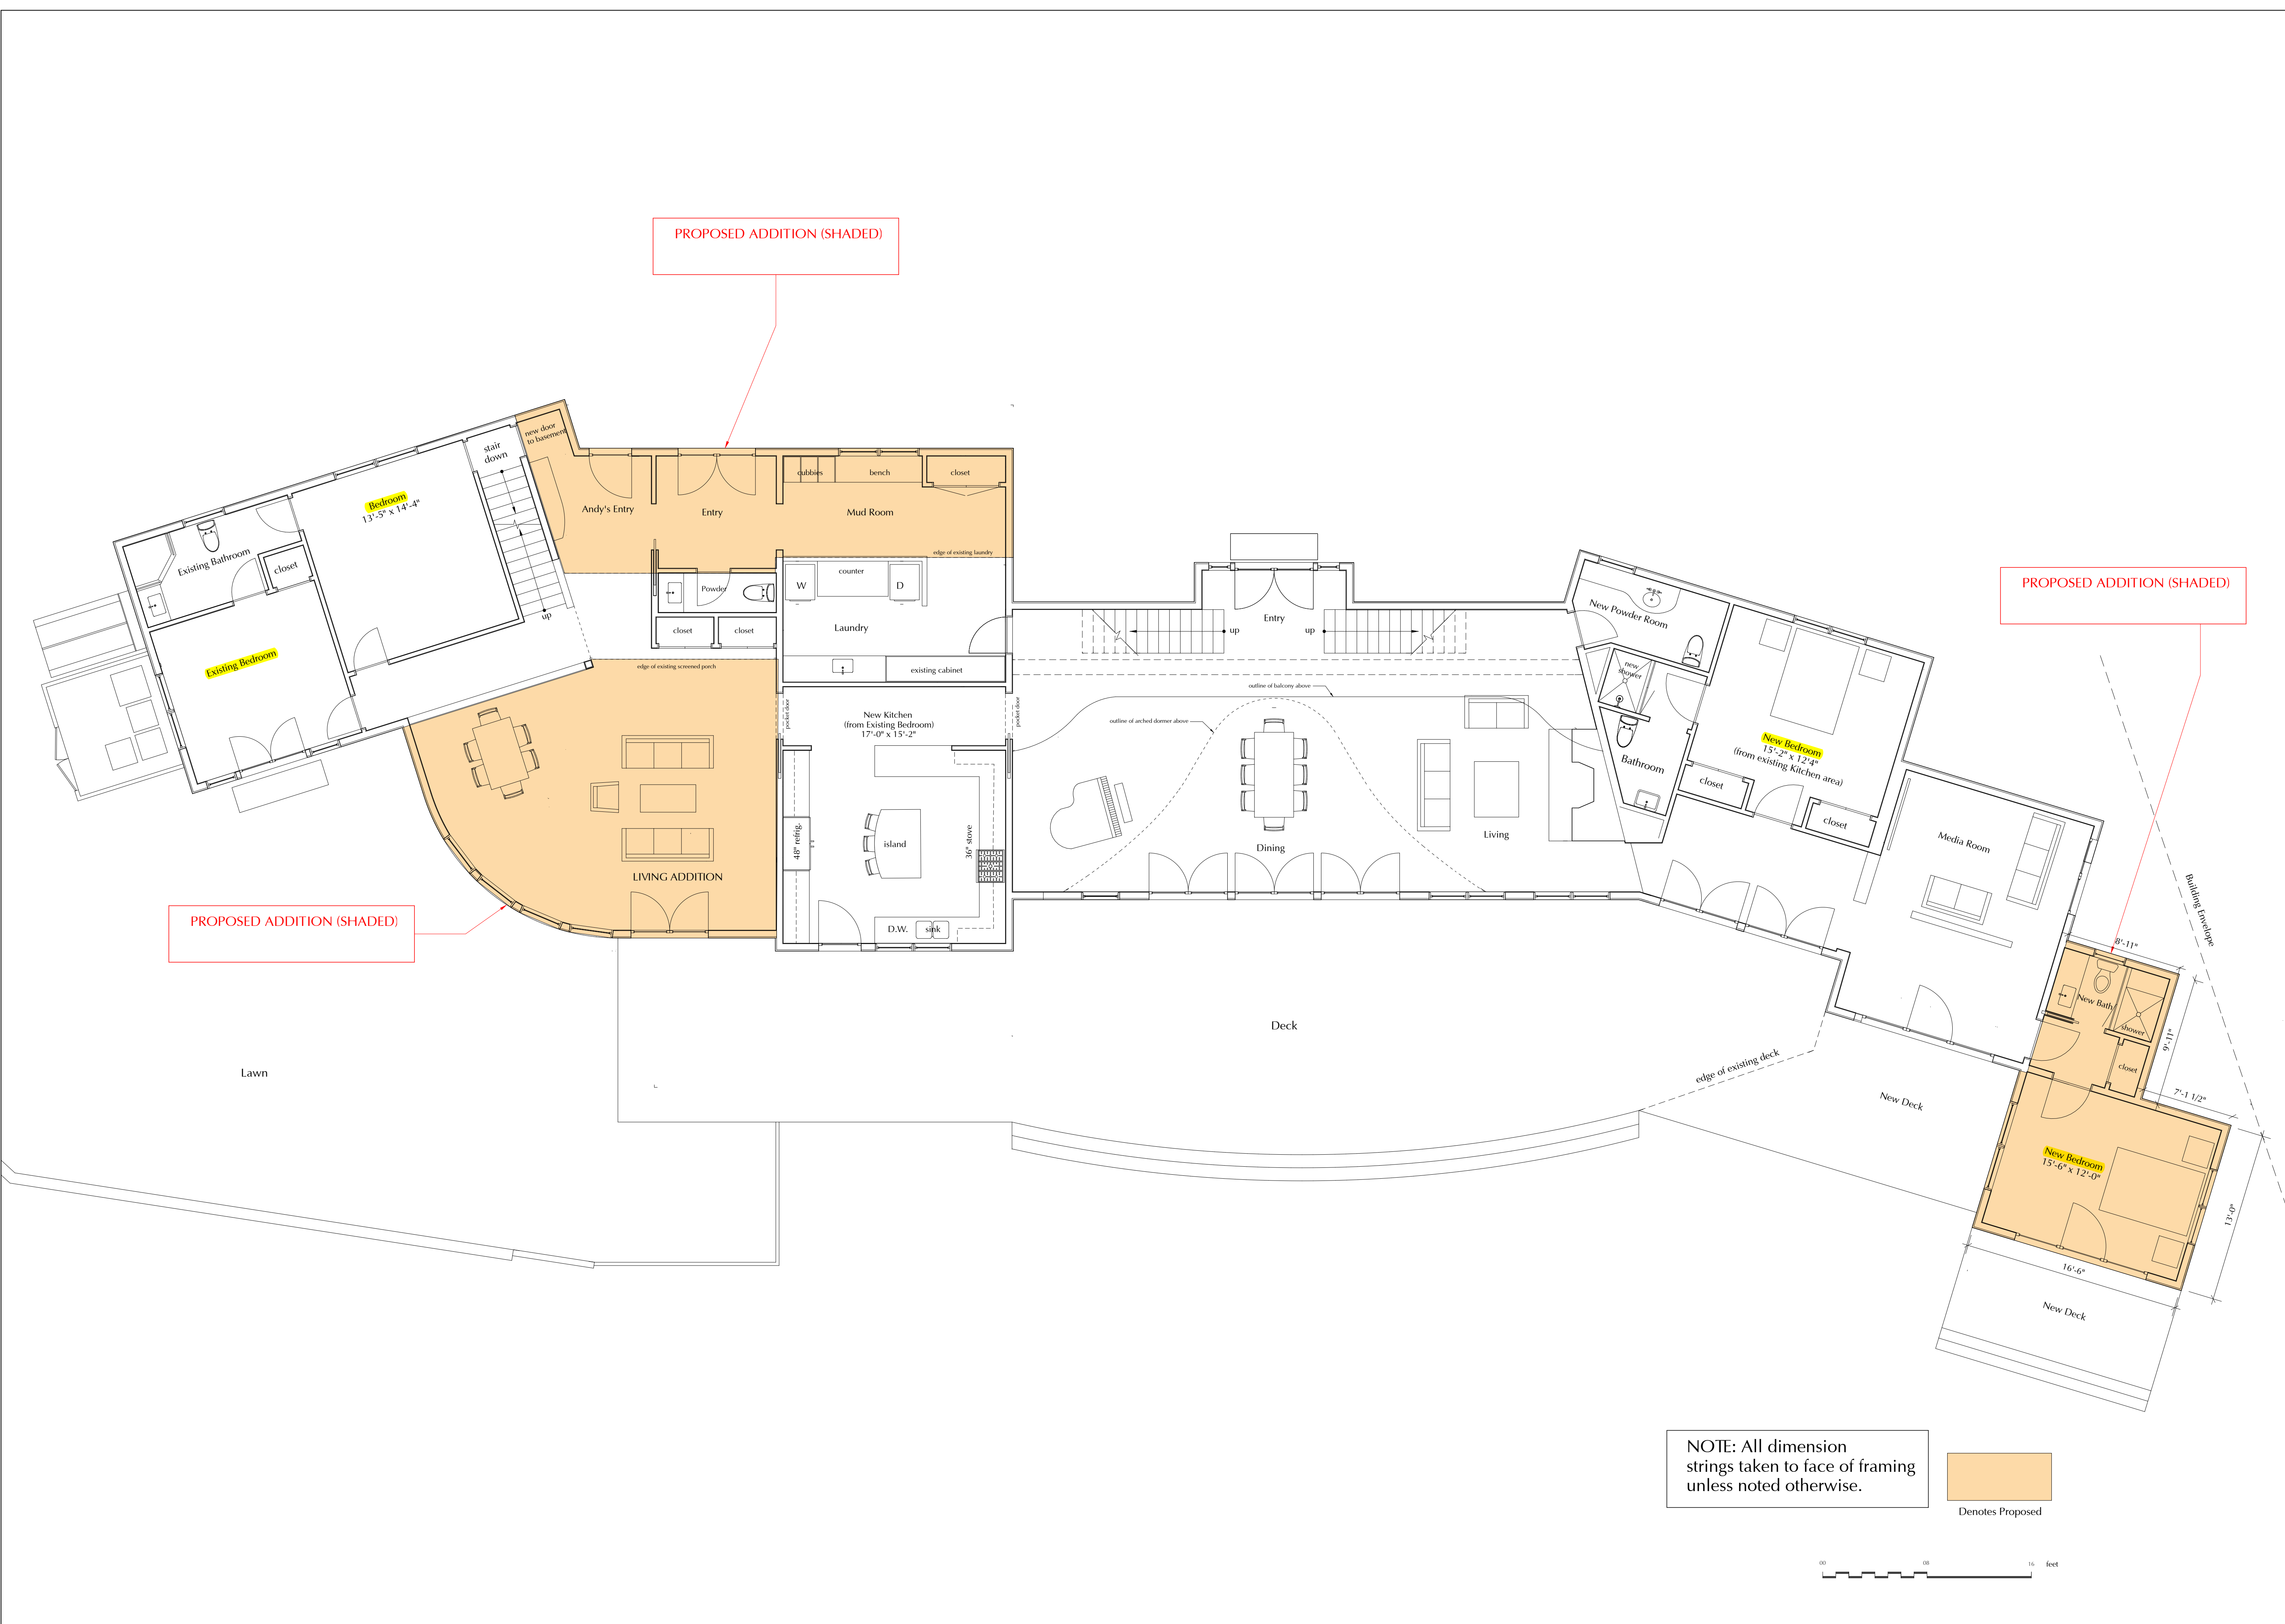 PROPOSED ADDITION (SHADED)
new door
to basement
stair
down
Bedroom
13'-5" x 14'-4"
Existing Bathroom
closet
Existing Bedroom
up
Andy's Entry
Entry
cubbies
bench
closet
Mud Room
edge of existing laundry
Powder
W
counter
D
closet
closet
Laundry
existing cabinet
edge of existing screened porch
pocket door
New Kitchen
(from Existing Bedroom)
17'-0" x 15'-2"
pocket door
48" refrig.
island
36" stove
D.W.
sink
LIVING ADDITION
PROPOSED ADDITION (SHADED)
Entry
up
up
outline of balcony above
outline of arched dormer above
Dining
Living
New Powder Room
new
shower
Bathroom
New Bedroom
15'-2" x 12'4"
(from existing Kitchen area)
closet
closet
Media Room
PROPOSED ADDITION (SHADED)
Building Envelope
8'-11"
New Bath
shower
closet
9'-11"
7'-1 1/2"
New Bedroom
15'-6" x 12'-0"
13'-0"
16'-6"
New Deck
New Deck
edge of existing deck
Deck
Lawn
NOTE: All dimension
strings taken to face of framing
unless noted otherwise.
Denotes Proposed
00 08 16 feet